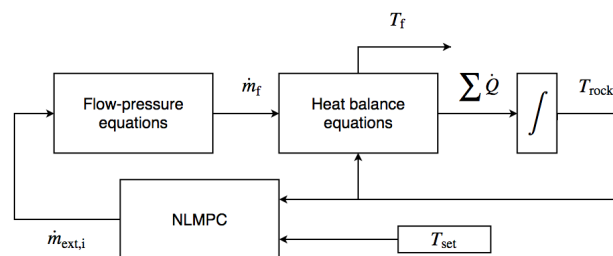 T_f
Flow-pressure
equations
ṁ_f
Heat balance
equations
∑ Q̇
∫
T_rock
NLMPC
ṁ_ext,i
T_set